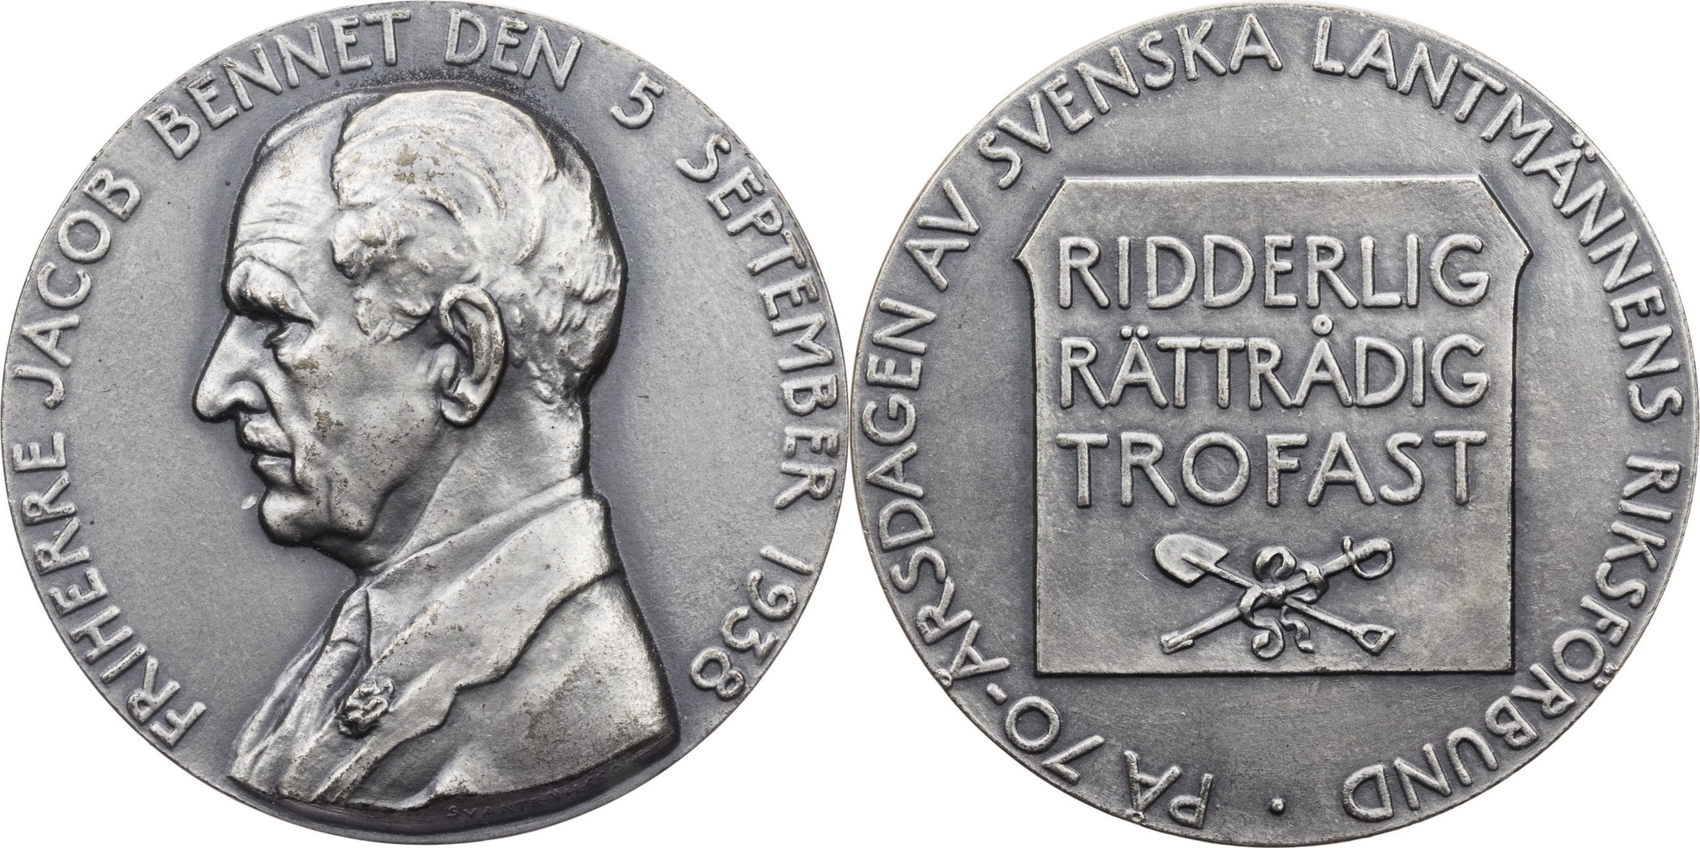 FRIHERRE JACOB BENNET DEN 5 SEPTEMBER 1938
PÅ 70-ÅRSDAGEN AV SVENSKA LANTMÄNNENS RIKSFÖRBUND
RIDDERLIG
RÄTTRÅDIG
TROFAST